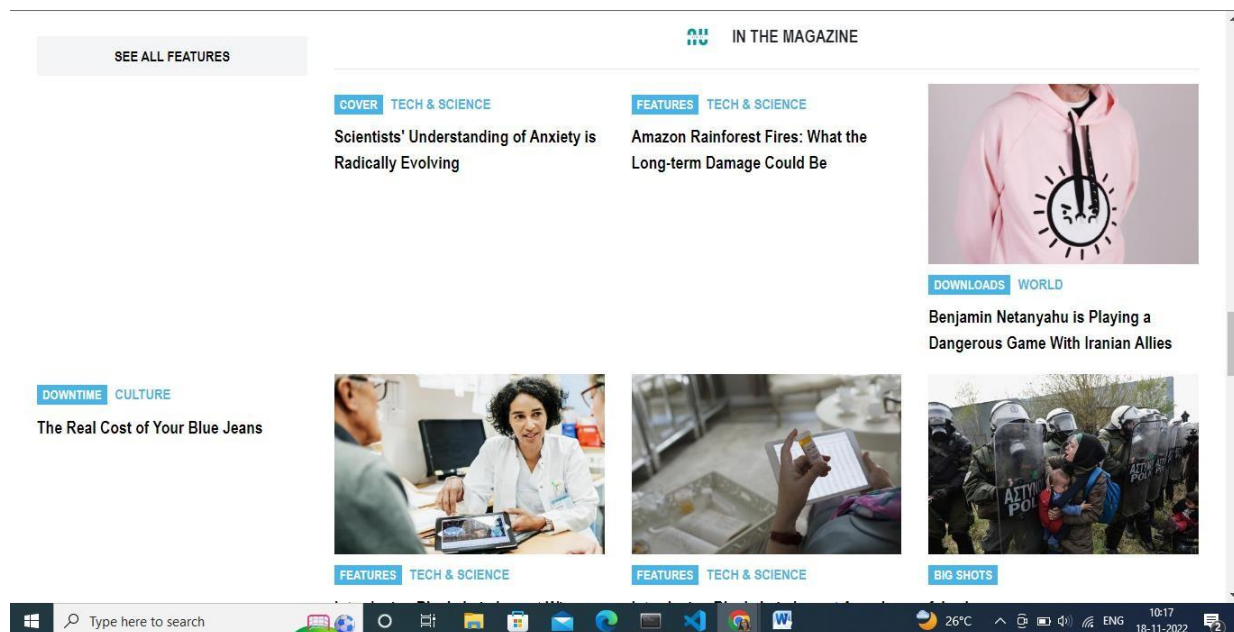 SEE ALL FEATURES
IN THE MAGAZINE
COVER TECH & SCIENCE
Scientists' Understanding of Anxiety is
Radically Evolving
FEATURES TECH & SCIENCE
Amazon Rainforest Fires: What the
Long-term Damage Could Be
DOWNLOADS WORLD
Benjamin Netanyahu is Playing a
Dangerous Game With Iranian Allies
DOWNTIME CULTURE
The Real Cost of Your Blue Jeans
FEATURES TECH & SCIENCE
FEATURES TECH & SCIENCE
BIG SHOTS
Type here to search
26°C
ENG
10:17
18-11-2022
2